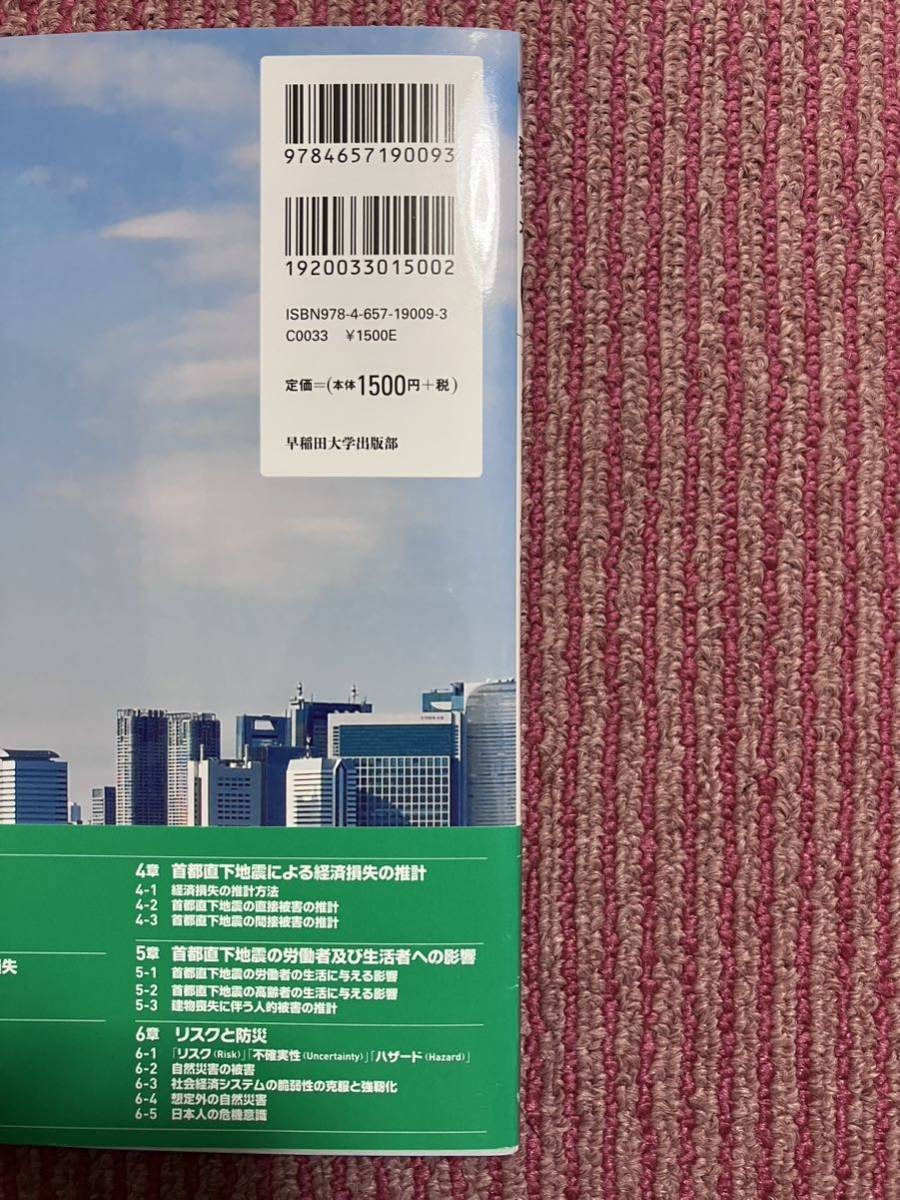 9784657190093
1920033015002
ISBN978-4-657-19009-3
C0033 ¥1500E
定価=(本体1500円+税)
早稲田大学出版部
失
4章 首都直下地震による経済損失の推計
4-1 経済損失の推計方法
4-2 首都直下地震の直接被害の推計
4-3 首都直下地震の間接被害の推計
5章 首都直下地震の労働者及び生活者への影響
5-1 首都直下地震の労働者の生活に与える影響
5-2 首都直下地震の高齢者の生活に与える影響
5-3 建物喪失に伴う人的被害の推計
6章 リスクと防災
6-1 「リスク(Risk)」「不確実性(Uncertainty)」「ハザード(Hazard)」
6-2 自然災害の被害
6-3 社会経済システムの脆弱性の克服と強靭化
6-4 想定外の自然災害
6-5 日本人の危機意識